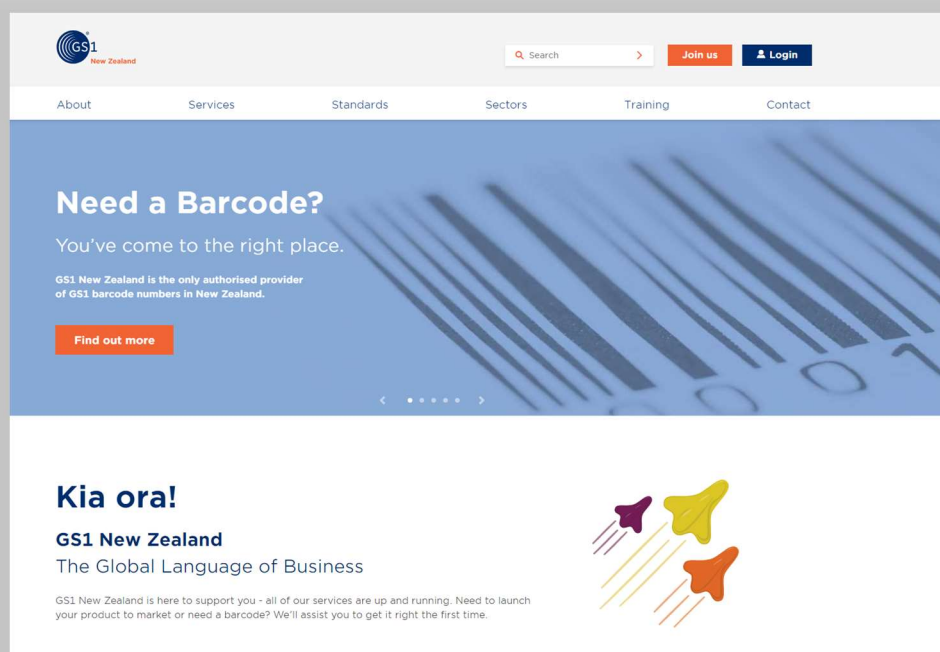 GS1
New Zealand
Search
Join us
Login
About Services Standards Sectors Training Contact
Need a Barcode?
You've come to the right place.
GS1 New Zealand is the only authorised provider
of GS1 barcode numbers in New Zealand.
Find out more
Kia ora!
GS1 New Zealand
The Global Language of Business
GS1 New Zealand is here to support you - all of our services are up and running. Need to launch
your product to market or need a barcode? We'll assist you to get it right the first time.